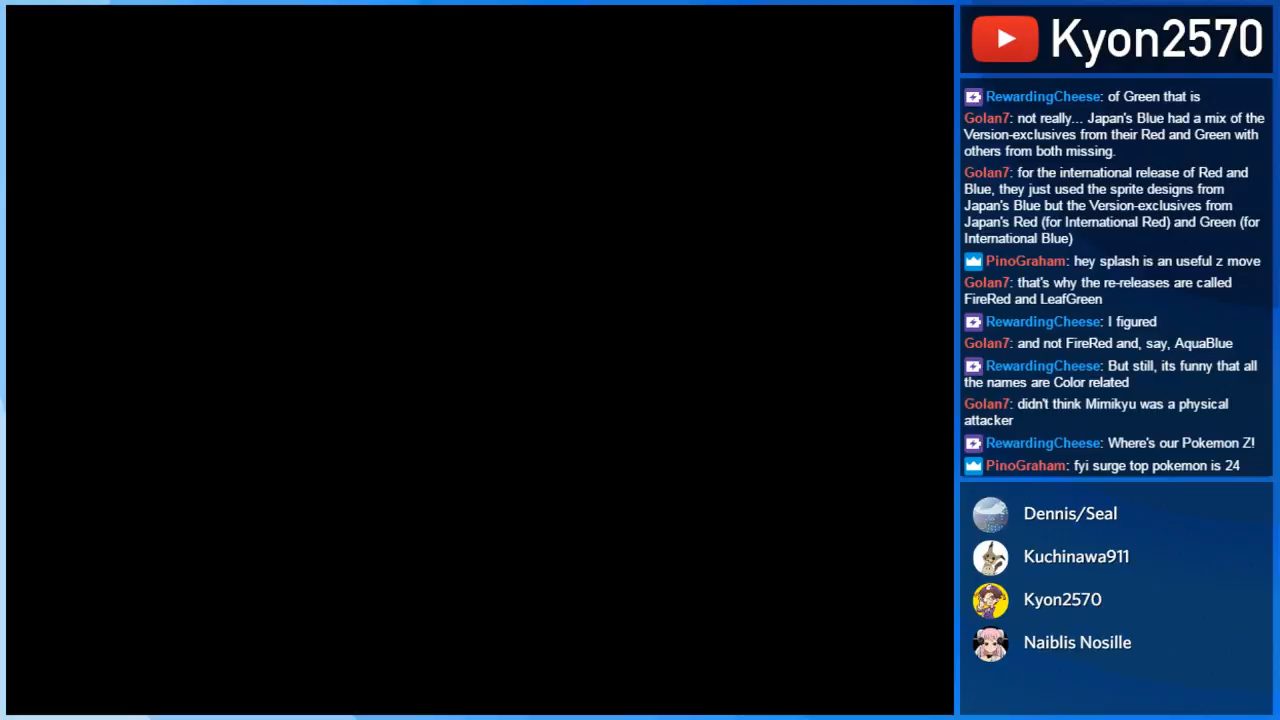 Kyon2570
RewardingCheese: of Green that is
Golan7: not really... Japan's Blue had a mix of the
Version-exclusives from their Red and Green with
others from both missing.
Golan7: for the international release of Red and
Blue, they just used the sprite designs from
Japan's Blue but the Version-exclusives from
Japan's Red (for International Red) and Green (for
International Blue)
PinoGraham: hey splash is an useful z move
Golan7: that's why the re-releases are called
FireRed and LeafGreen
RewardingCheese: I figured
Golan7: and not FireRed and, say, AquaBlue
RewardingCheese: But still, its funny that all
the names are Color related
Golan7: didn't think Mimikyu was a physical
attacker
RewardingCheese: Where's our Pokemon Z!
PinoGraham: fyi surge top pokemon is 24
Dennis/Seal
Kuchinawa911
Kyon2570
Naiblis Nosille